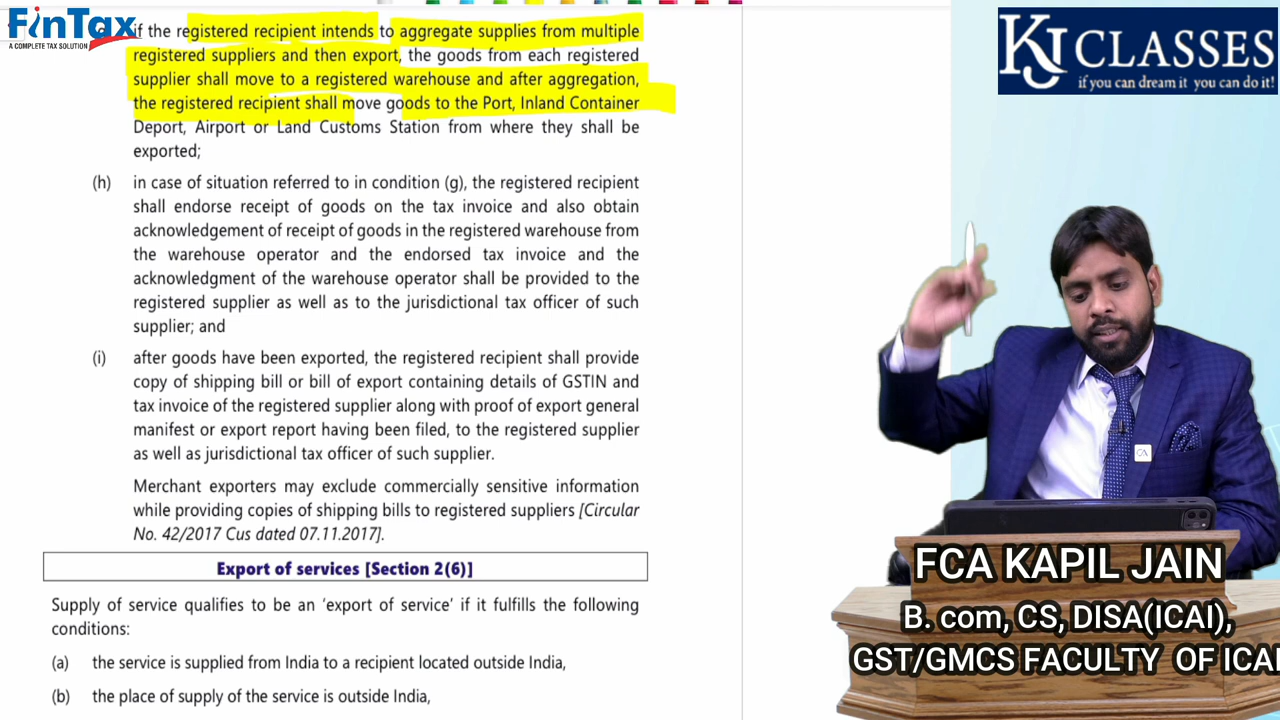 FinTax
A COMPLETE TAX SOLUTION
if the registered recipient intends to aggregate supplies from multiple
registered suppliers and then export, the goods from each registered
supplier shall move to a registered warehouse and after aggregation,
the registered recipient shall move goods to the Port, Inland Container
Deport, Airport or Land Customs Station from where they shall be
exported;
(h) in case of situation referred to in condition (g), the registered recipient
shall endorse receipt of goods on the tax invoice and also obtain
acknowledgement of receipt of goods in the registered warehouse from
the warehouse operator and the endorsed tax invoice and the
acknowledgment of the warehouse operator shall be provided to the
registered supplier as well as to the jurisdictional tax officer of such
supplier; and
(i) after goods have been exported, the registered recipient shall provide
copy of shipping bill or bill of export containing details of GSTIN and
tax invoice of the registered supplier along with proof of export general
manifest or export report having been filed, to the registered supplier
as well as jurisdictional tax officer of such supplier.
Merchant exporters may exclude commercially sensitive information
while providing copies of shipping bills to registered suppliers [Circular
No. 42/2017 Cus dated 07.11.2017].
Export of services [Section 2(6)]
Supply of service qualifies to be an ‘export of service’ if it fulfills the following
conditions:
(a) the service is supplied from India to a recipient located outside India,
(b) the place of supply of the service is outside India,
KJ CLASSES
if you can dream it you can do it!
CA
FCA KAPIL JAIN
B. com, CS, DISA(ICAI),
GST/GMCS FACULTY OF ICAI